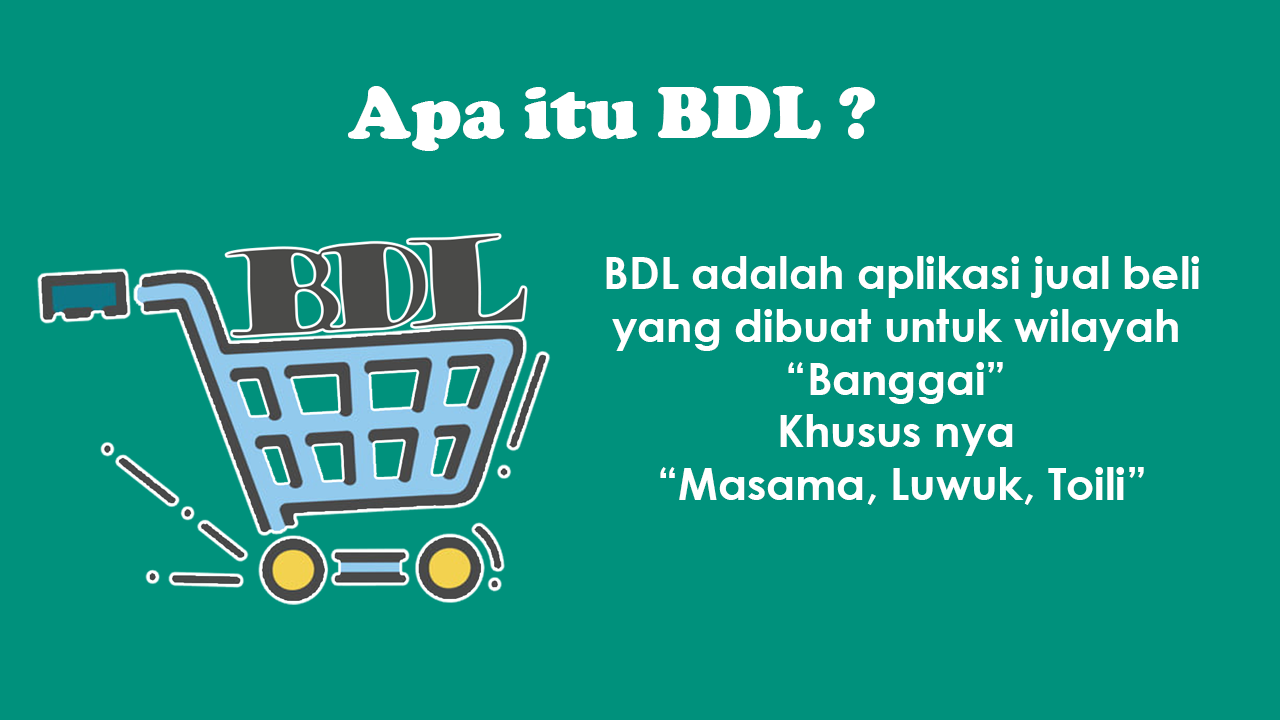 Apa itu BDL ?
BDL
BDL adalah aplikasi jual beli
yang dibuat untuk wilayah
“Banggai”
Khusus nya
“Masama, Luwuk, Toili”